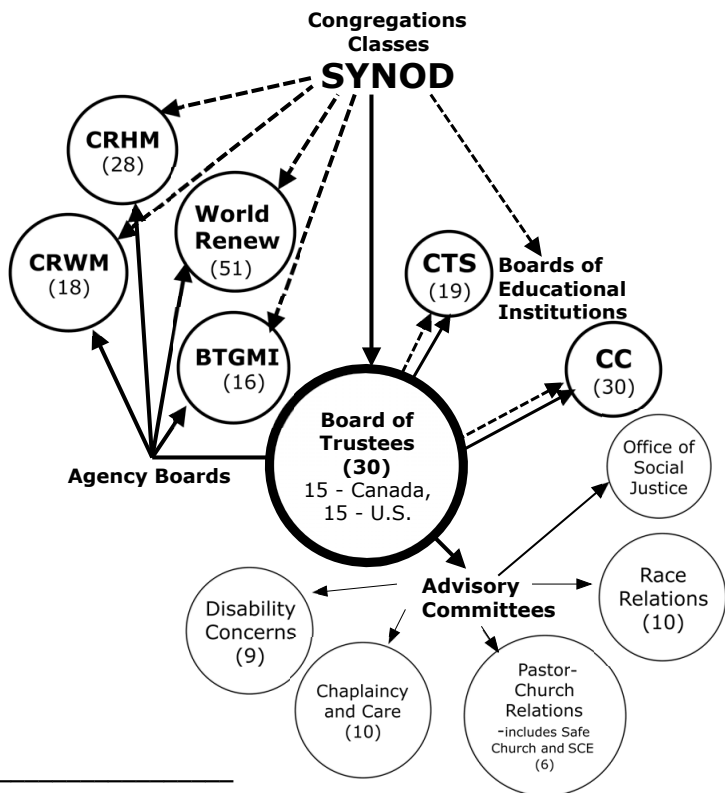 Congregations
Classes
SYNOD
CRHM
(28)
World
Renew
(51)
CRWM
(18)
BTGMI
(16)
CTS
(19)
Boards of
Educational
Institutions
CC
(30)
Agency Boards
Board of
Trustees
(30)
15 - Canada,
15 - U.S.
Office of
Social
Justice
Advisory
Committees
Race
Relations
(10)
Disability
Concerns
(9)
Chaplaincy
and Care
(10)
Pastor-
Church
Relations
-includes Safe
Church and SCE
(6)